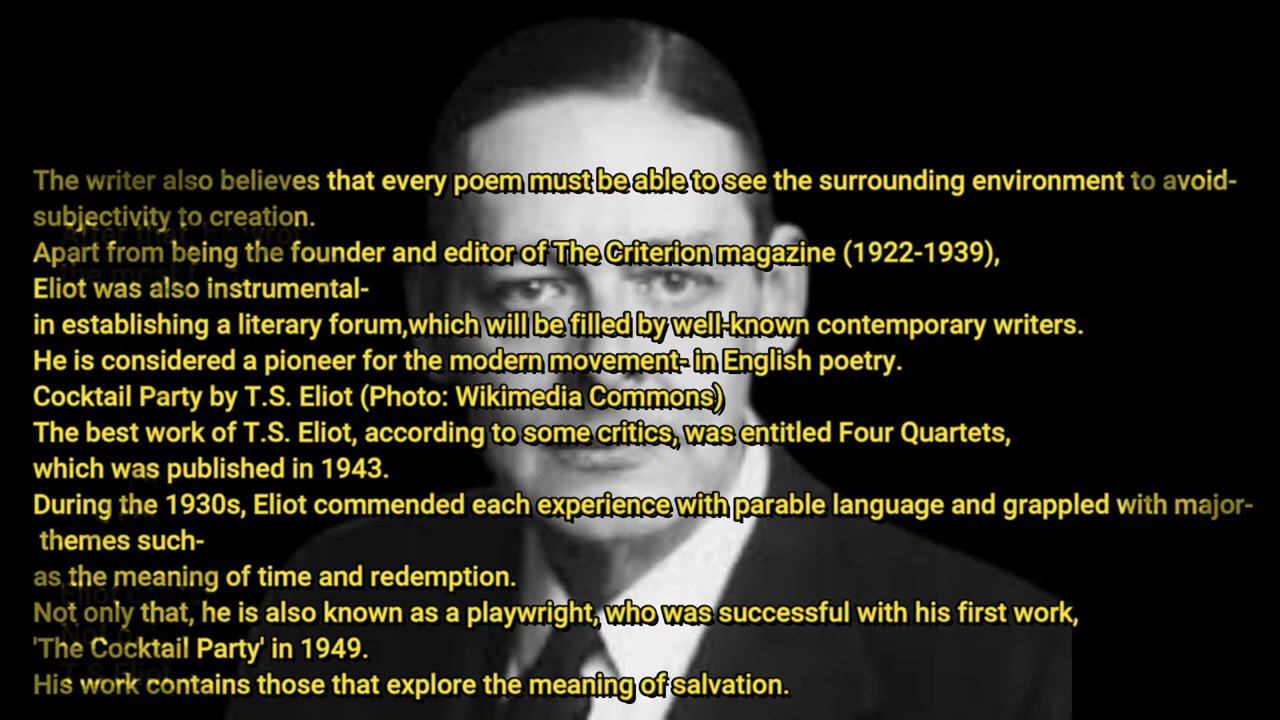 The writer also believes that every poem must be able to see the surrounding environment to avoid-
subjectivity to creation.
Apart from being the founder and editor of The Criterion magazine (1922-1939),
Eliot was also instrumental-
in establishing a literary forum,which will be filled by well-known contemporary writers.
He is considered a pioneer for the modern movement- in English poetry.
Cocktail Party by T.S. Eliot (Photo: Wikimedia Commons)
The best work of T.S. Eliot, according to some critics, was entitled Four Quartets,
which was published in 1943.
During the 1930s, Eliot commended each experience with parable language and grappled with major-
themes such-
as the meaning of time and redemption.
Not only that, he is also known as a playwright, who was successful with his first work,
'The Cocktail Party' in 1949.
His work contains those that explore the meaning of salvation.